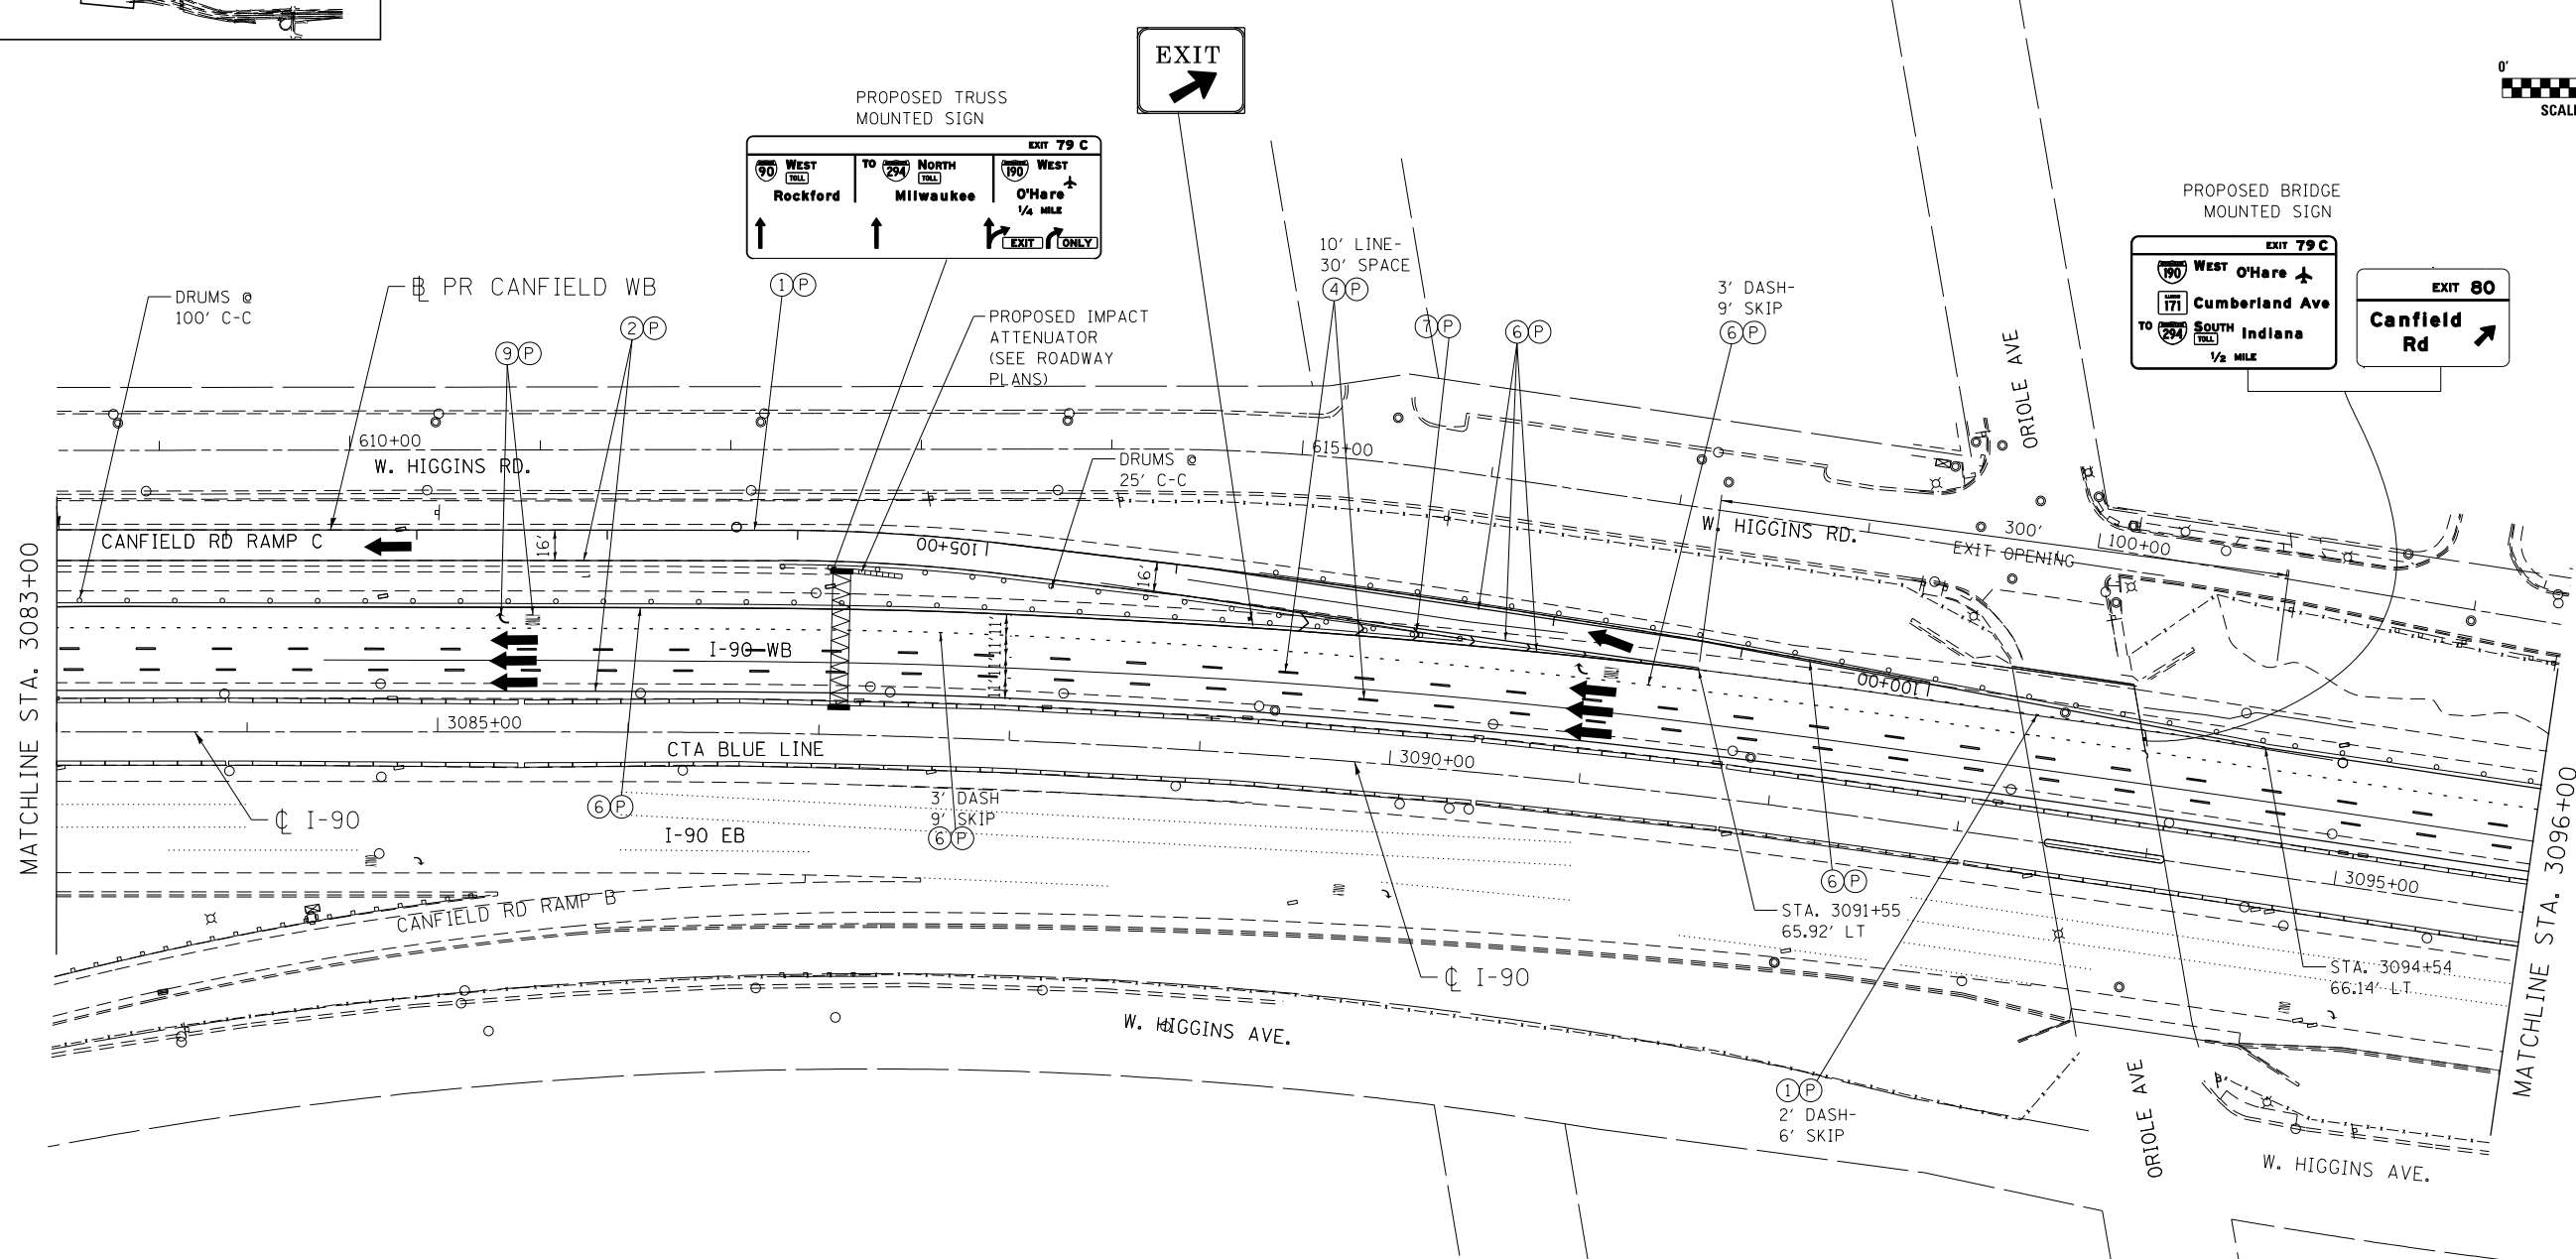 0'
SCAL
EXIT
PROPOSED TRUSS
MOUNTED SIGN
EXIT 79 C
90 WEST
TOLL
Rockford
TO 294 NORTH
TOLL
Milwaukee
190 WEST
O'Hare
1/4 MILE
EXIT ONLY
PROPOSED BRIDGE
MOUNTED SIGN
EXIT 79 C
190 WEST O'Hare
171 Cumberland Ave
TO 294 SOUTH Indiana
TOLL
1/2 MILE
EXIT 80
Canfield
Rd
DRUMS @
100' C-C
B PR CANFIELD WB
1 P
2 P
9 P
PROPOSED IMPACT
ATTENUATOR
(SEE ROADWAY
PLANS)
10' LINE-
30' SPACE
4 P
7 P
6 P
3' DASH-
9' SKIP
6 P
ORIOLE AVE
610+00
W. HIGGINS RD.
615+00
DRUMS @
25' C-C
W. HIGGINS RD.
300'
EXIT OPENING
100+00
MATCHLINE STA. 3083+00
CANFIELD RD RAMP C
16'
1105+00
16'
I-90 WB
11'
11'
11'
11'
1100+00
3085+00
CTA BLUE LINE
3090+00
C I-90
6 P
3' DASH
9' SKIP
6 P
I-90 EB
6 P
3095+00
CANFIELD RD RAMP B
STA. 3091+55
65.92' LT
C I-90
STA. 3094+54
66.14' LT
W. HIGGINS AVE.
1 P
2' DASH-
6' SKIP
ORIOLE AVE
W. HIGGINS AVE.
MATCHLINE STA. 3096+00